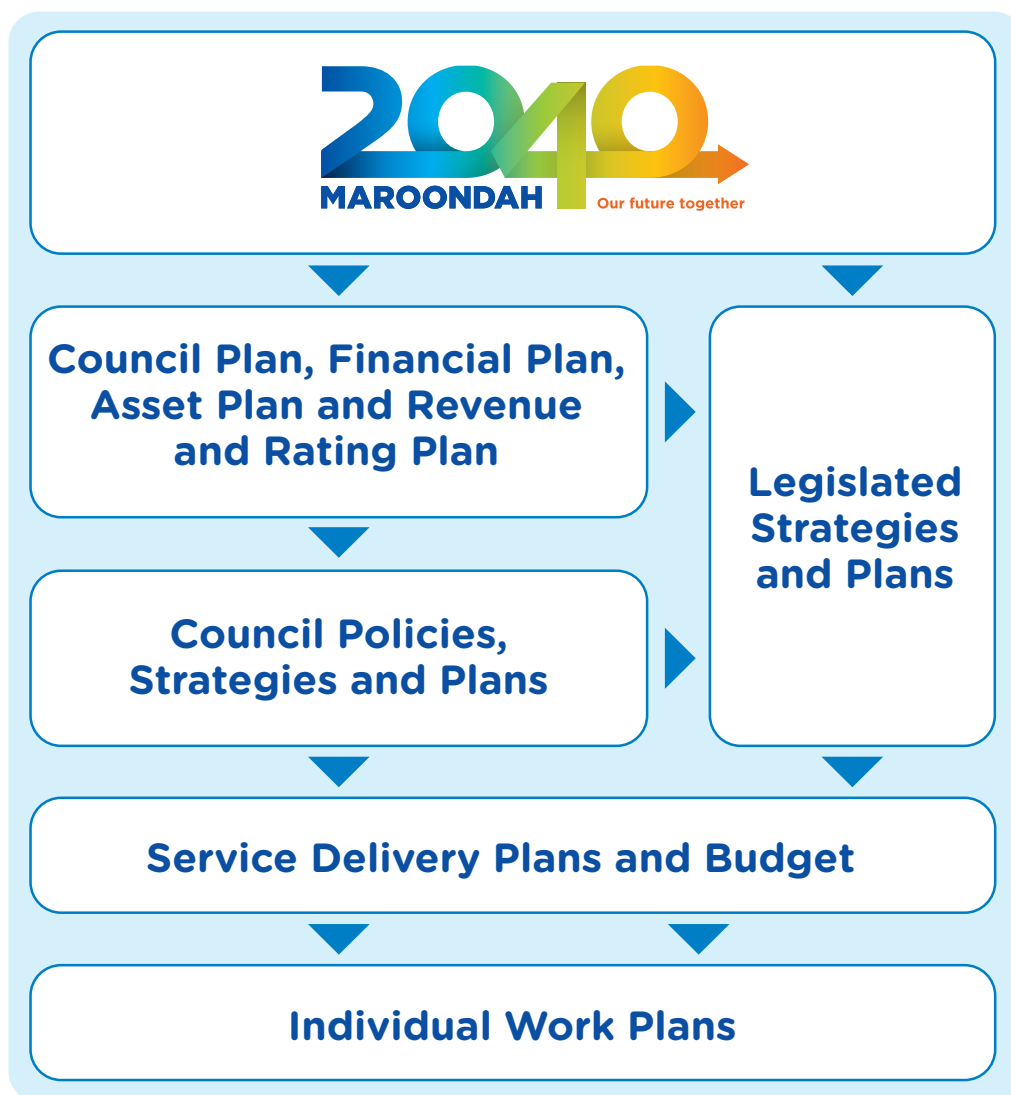 2040
MAROONDAH
Our future together
Council Plan, Financial Plan,
Asset Plan and Revenue
and Rating Plan
Legislated
Strategies
and Plans
Council Policies,
Strategies and Plans
Service Delivery Plans and Budget
Individual Work Plans